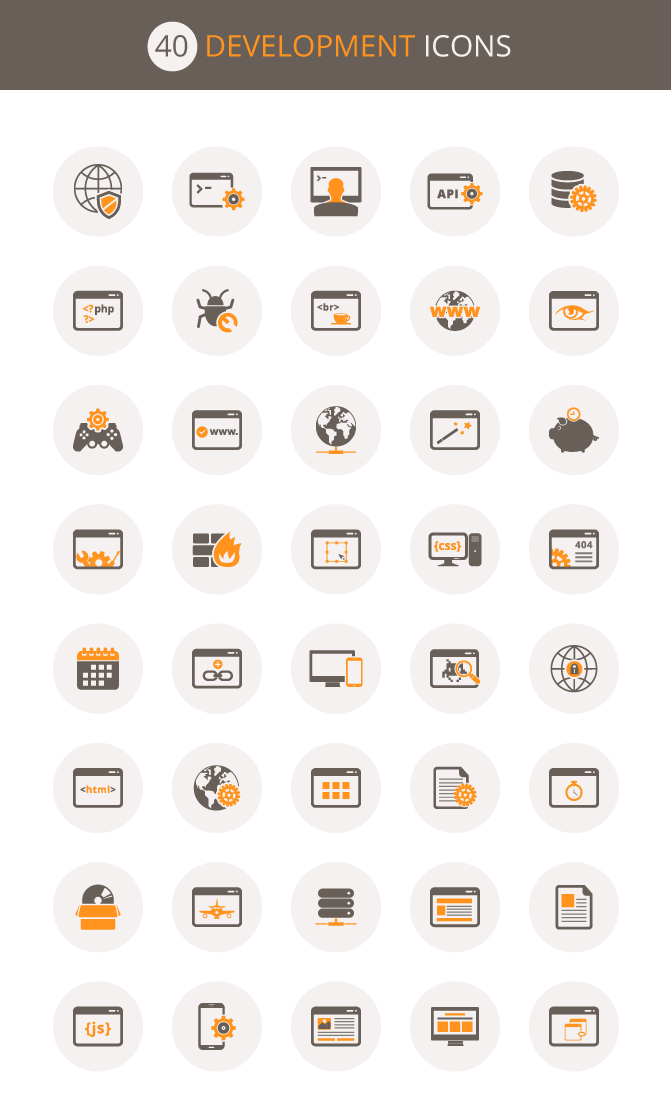 40 DEVELOPMENT ICONS
>-
>-
API
<?php
?>
<br>
www
www.
{css}
404
<html>
{js}